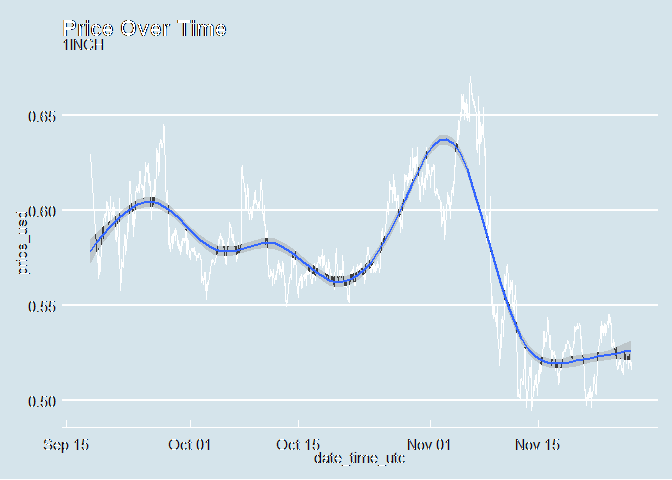 Price Over Time
1INCH
0.65
0.60
0.55
0.50
price_usd
Sep 15 Oct 01 Oct 15 Nov 01 Nov 15
date_time_utc